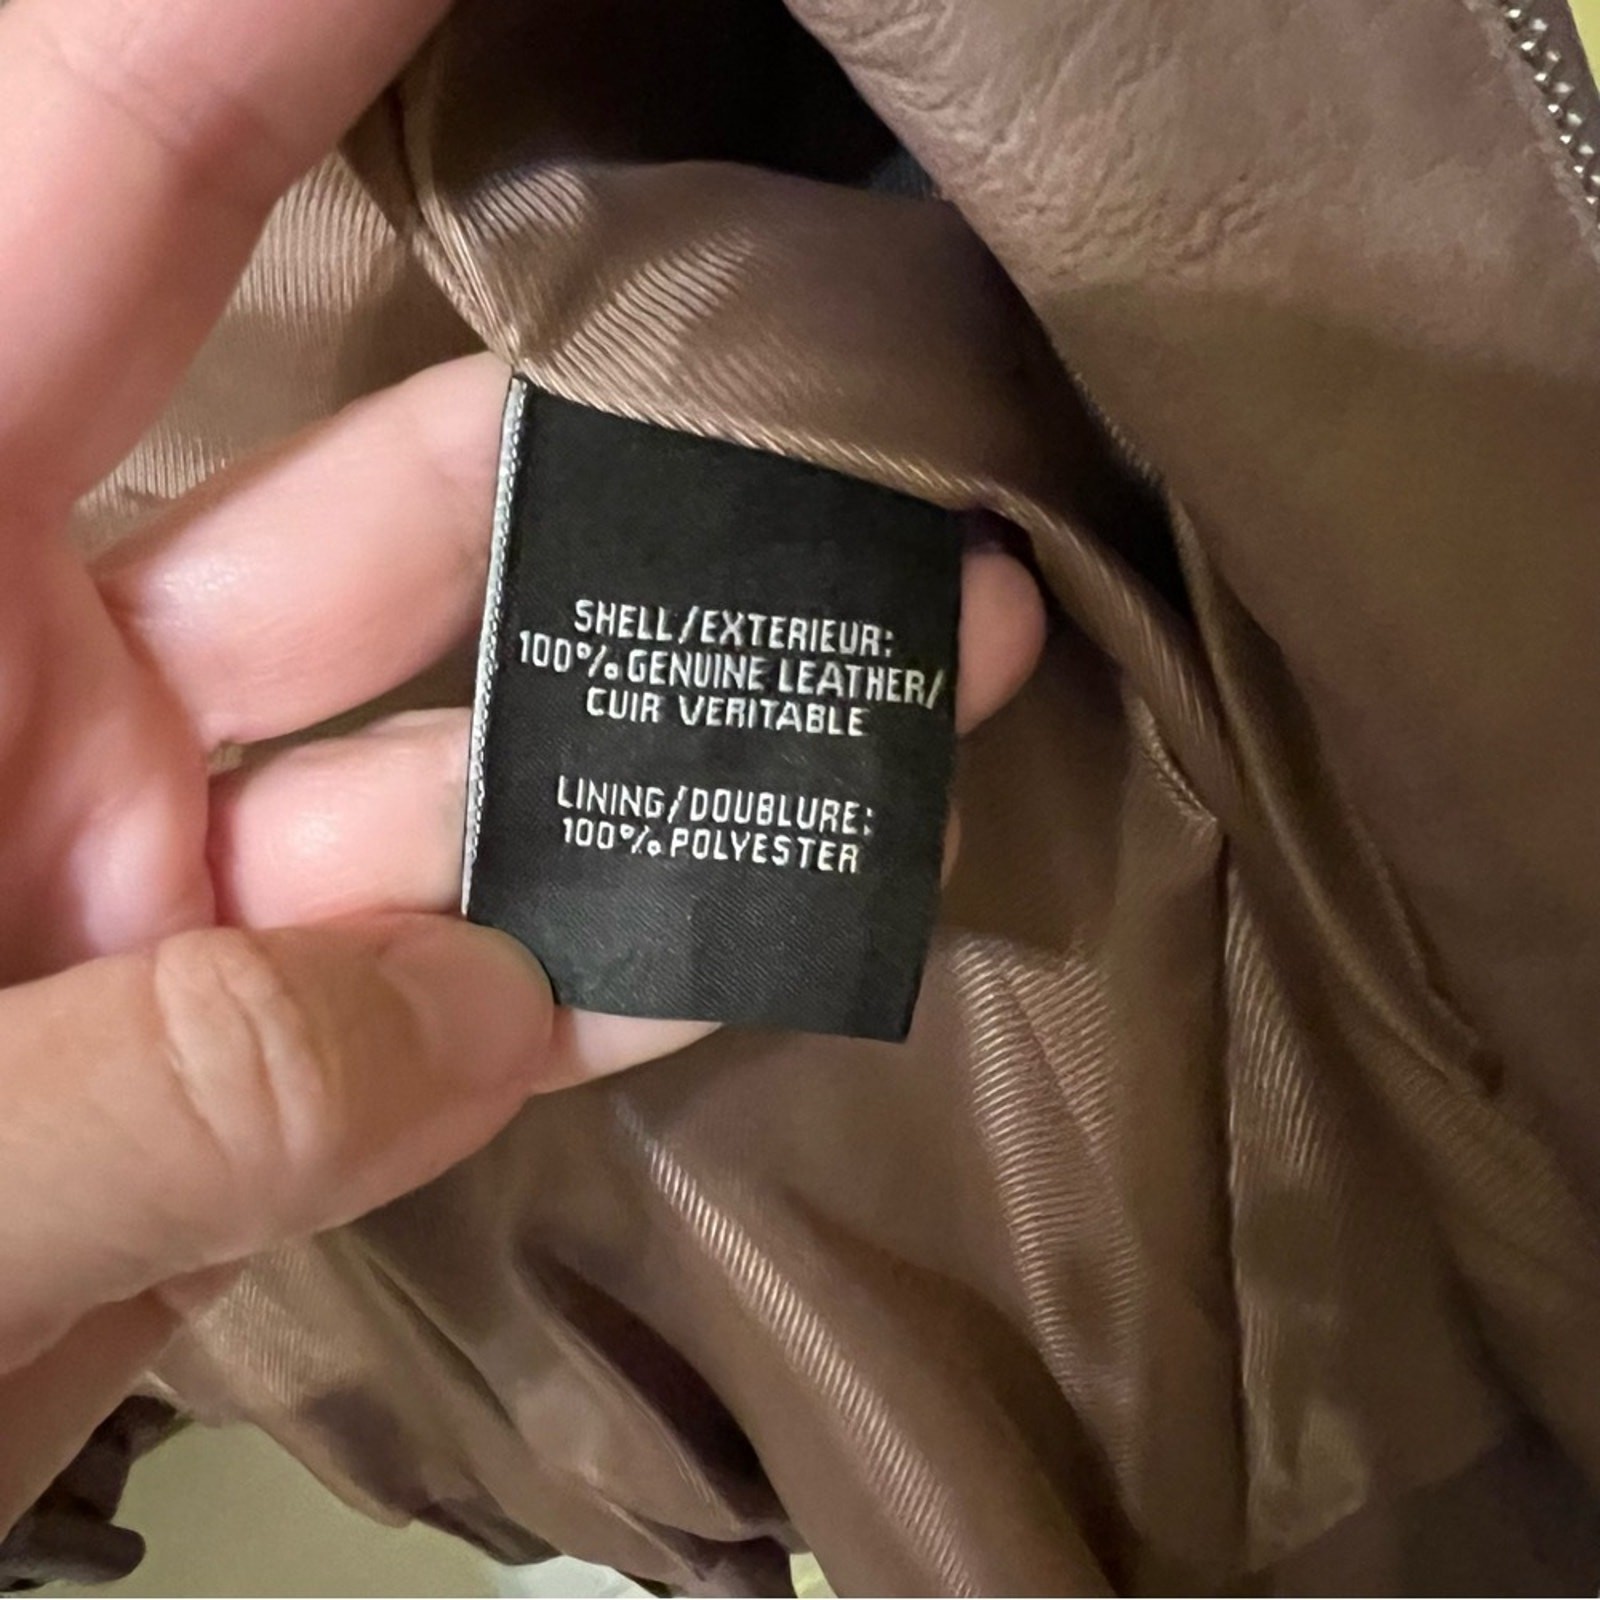 SHELL/EXTERIEUR:
100% GENUINE LEATHER/
CUIR VERITABLE
LINING/DOUBLURE:
100% POLYESTER